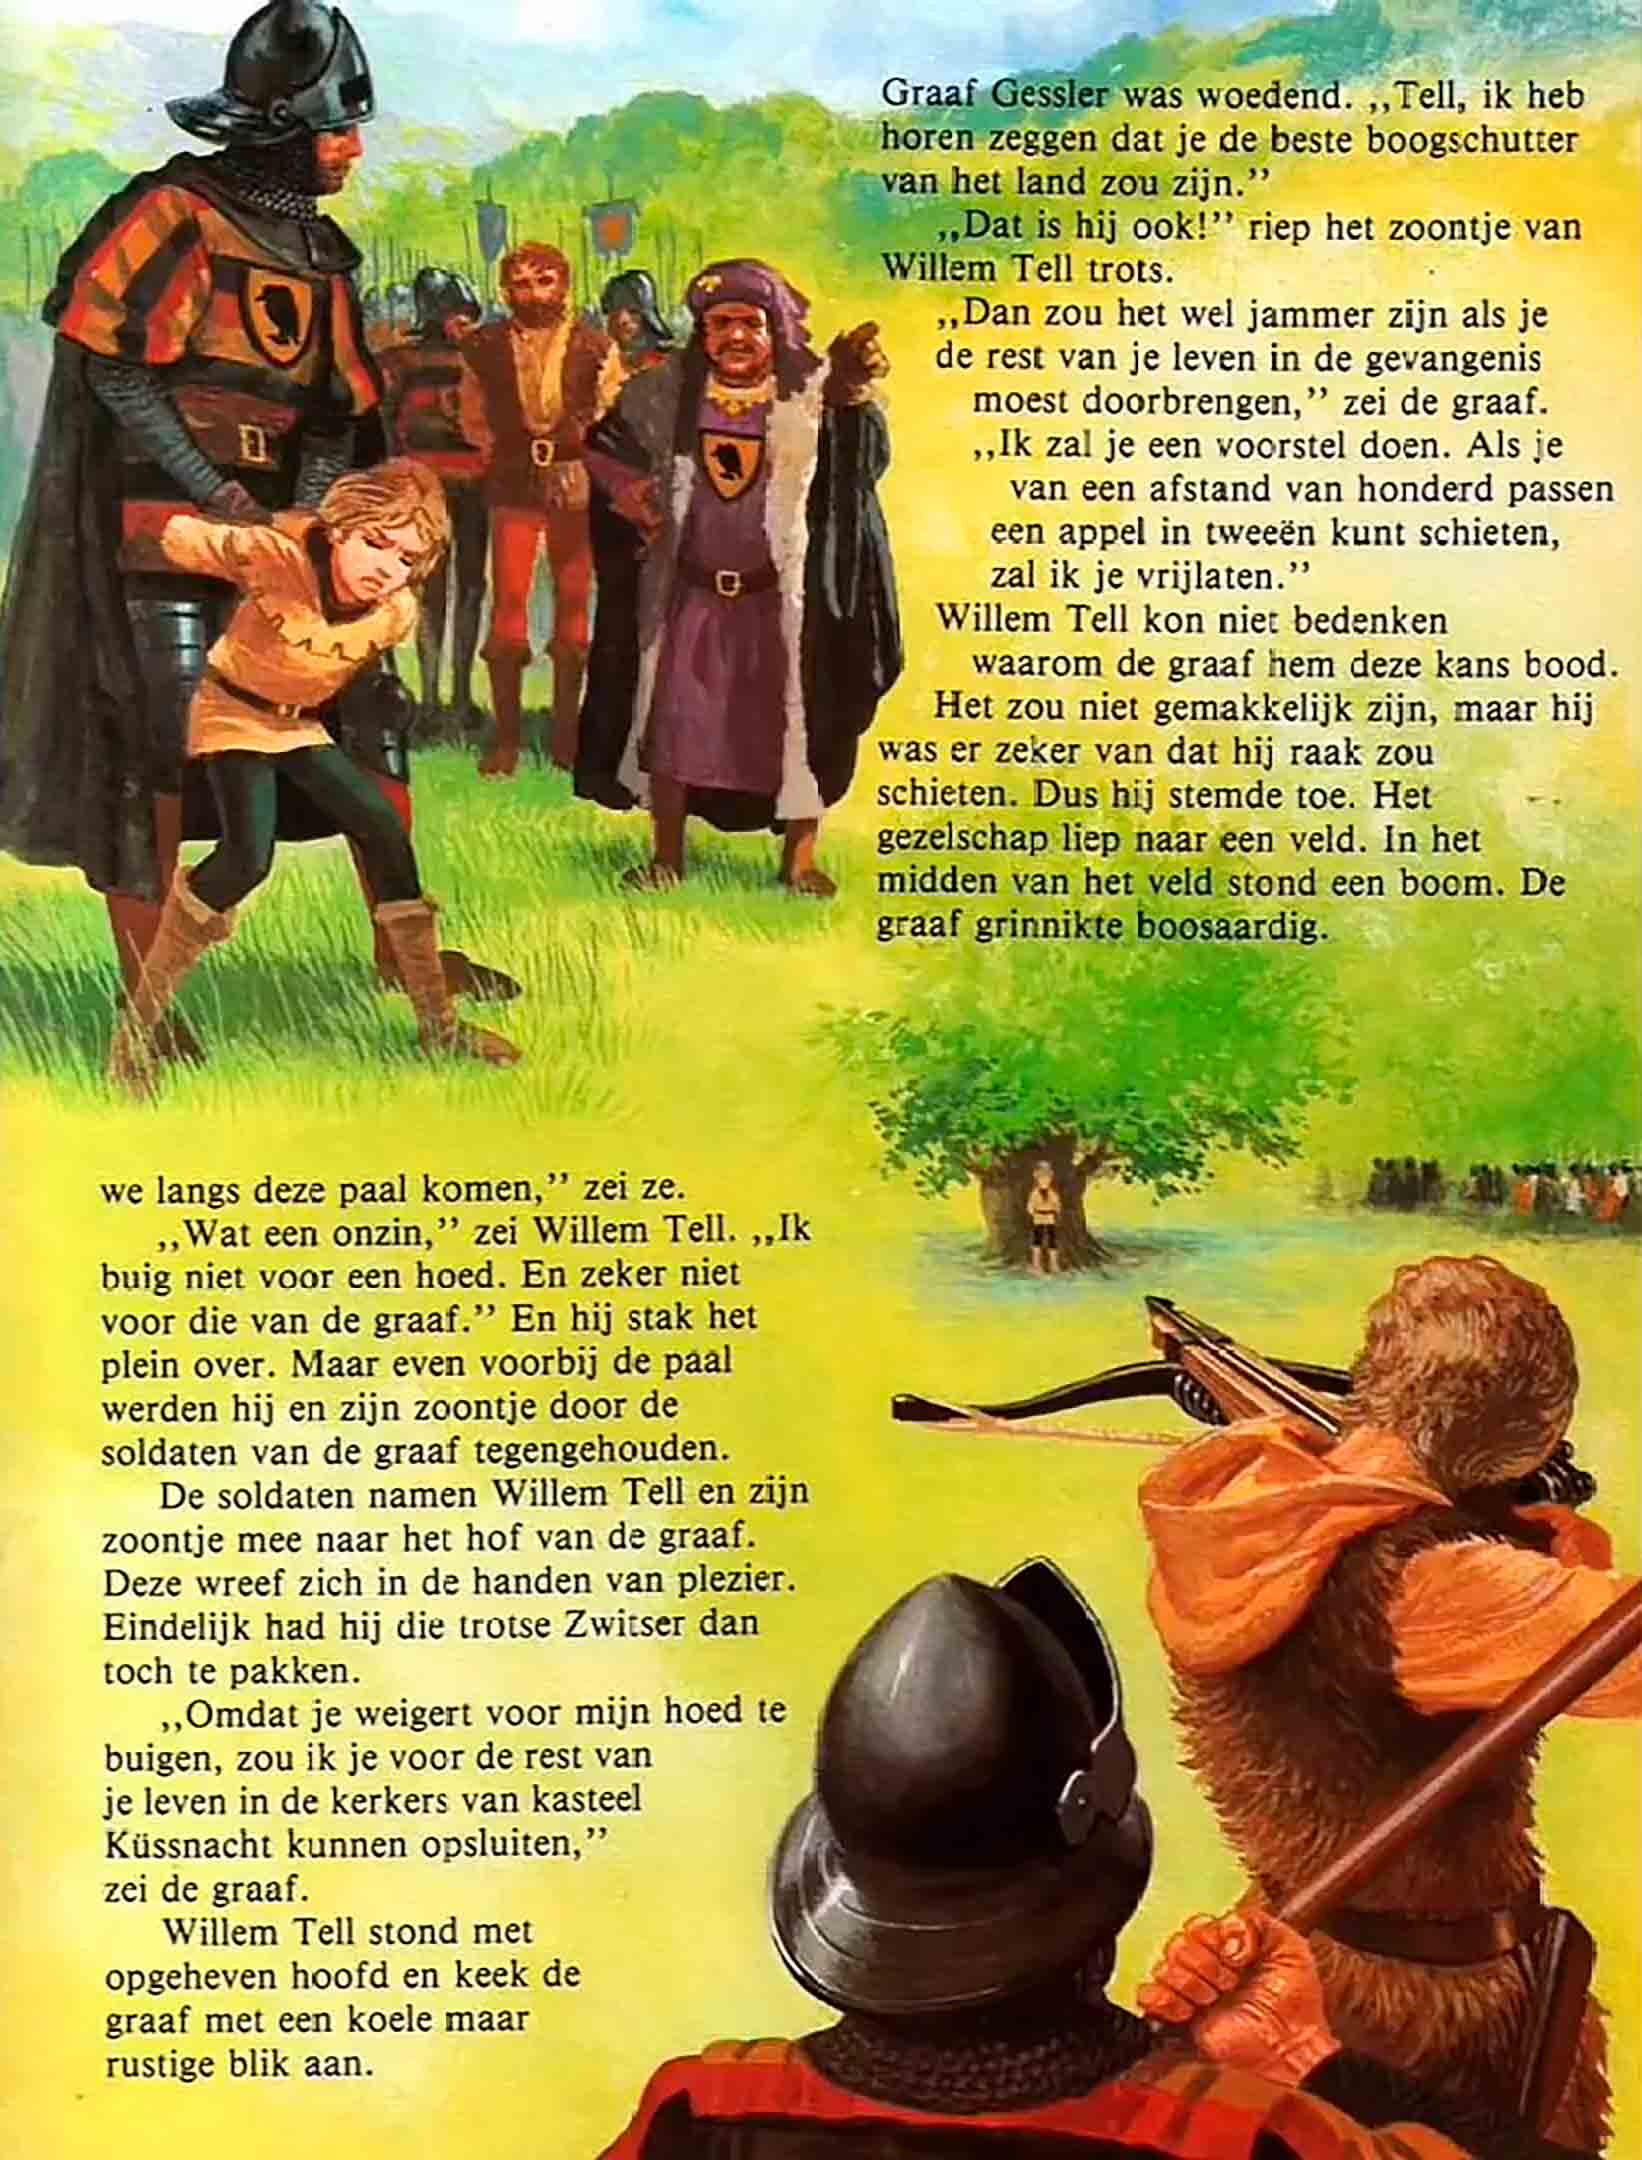 we langs deze paal komen,” zei ze.
„Wat een onzin,” zei Willem Tell. „Ik
buig niet voor een hoed. En zeker niet
voor die van de graaf.” En hij stak het
plein over. Maar even voorbij de paal
werden hij en zijn zoontje door de
soldaten van de graaf tegengehouden.
De soldaten namen Willem Tell en zijn
zoontje mee naar het hof van de graaf.
Deze wreef zich in de handen van plezier.
Eindelijk had hij die trotse Zwitser dan
toch te pakken.
„Omdat je weigert voor mijn hoed te
buigen, zou ik je voor de rest van
je leven in de kerkers van kasteel
Küssnacht kunnen opsluiten,”
zei de graaf.
Willem Tell stond met
opgeheven hoofd en keek de
graaf met een koele maar
rustige blik aan.
Graaf Gessler was woedend. „Tell, ik heb
horen zeggen dat je de beste boogschutter
van het land zou zijn.”
„Dat is hij ook!” riep het zoontje van
Willem Tell trots.
„Dan zou het wel jammer zijn als je
de rest van je leven in de gevangenis
moest doorbrengen,” zei de graaf.
„Ik zal je een voorstel doen. Als je
van een afstand van honderd passen
een appel in tweeën kunt schieten,
zal ik je vrijlaten.”
Willem Tell kon niet bedenken
waarom de graaf hem deze kans bood.
Het zou niet gemakkelijk zijn, maar hij
was er zeker van dat hij raak zou
schieten. Dus hij stemde toe. Het
gezelschap liep naar een veld. In het
midden van het veld stond een boom. De
graaf grinnikte boosaardig.